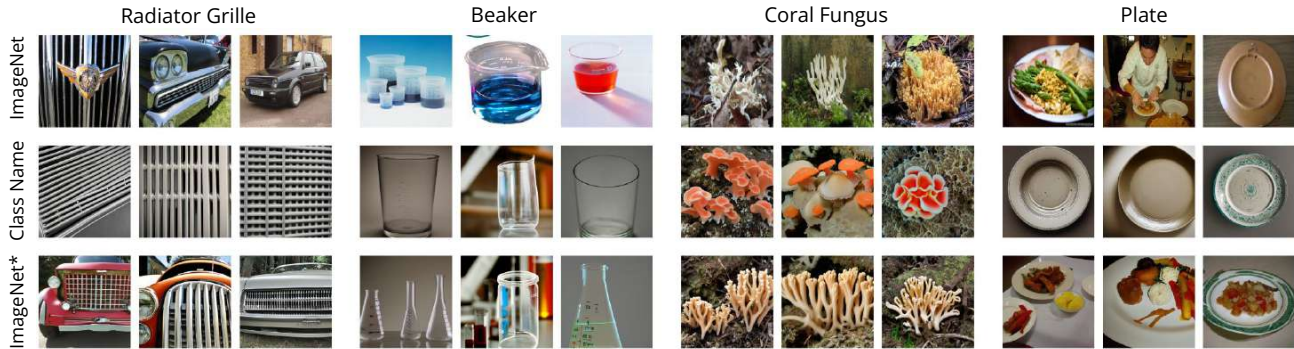 Radiator Grille
Beaker
Coral Fungus
Plate
ImageNet
Class Name
ImageNet*